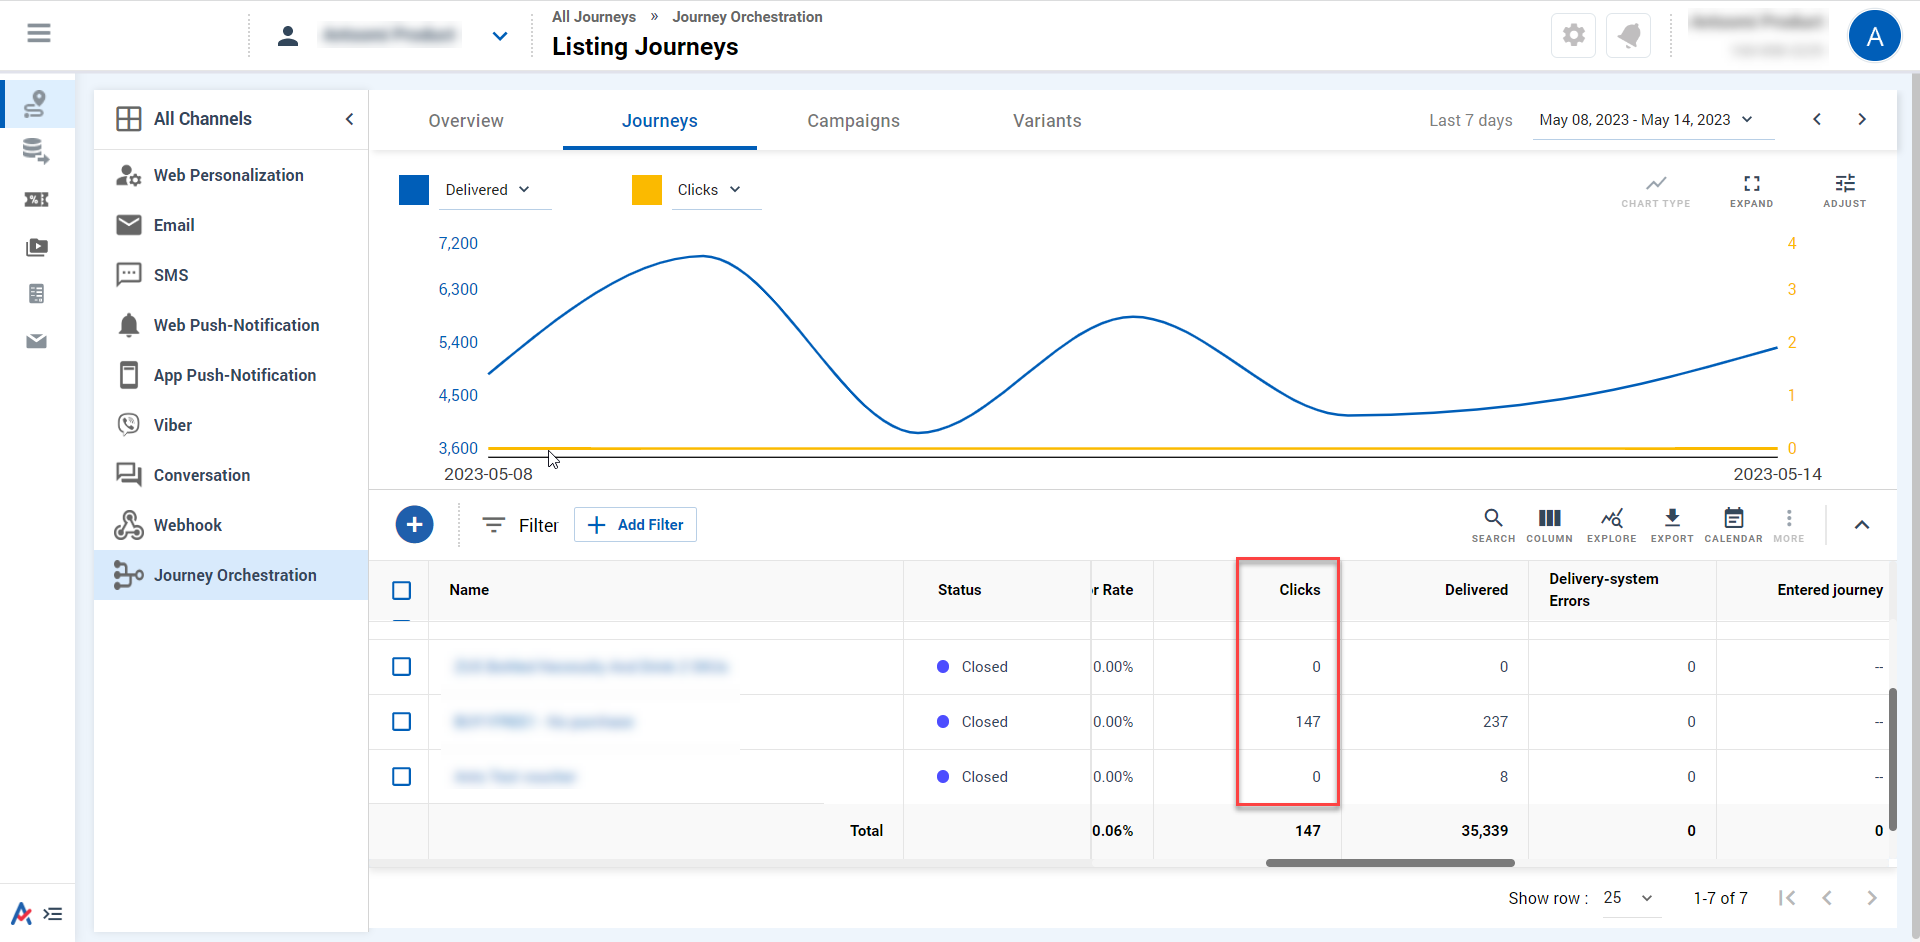 All Journeys » Journey Orchestration
Listing Journeys
A
All Channels
Web Personalization
Email
SMS
Web Push-Notification
App Push-Notification
Viber
Conversation
Webhook
Journey Orchestration
Overview Journeys Campaigns Variants
Last 7 days May 08, 2023 - May 14, 2023
Delivered Clicks
CHART TYPE EXPAND ADJUST
7,200 4
6,300 3
5,400 2
4,500 1
3,600 0
2023-05-08 2023-05-14
Filter Add Filter
SEARCH COLUMN EXPLORE EXPORT CALENDAR MORE
Name Status r Rate Clicks Delivered Delivery-system Errors Entered journey
Closed 0.00% 0 0 0 --
Closed 0.00% 147 237 0 --
Closed 0.00% 0 8 0 --
Total 0.06% 147 35,339 0 0
Show row : 25 1-7 of 7